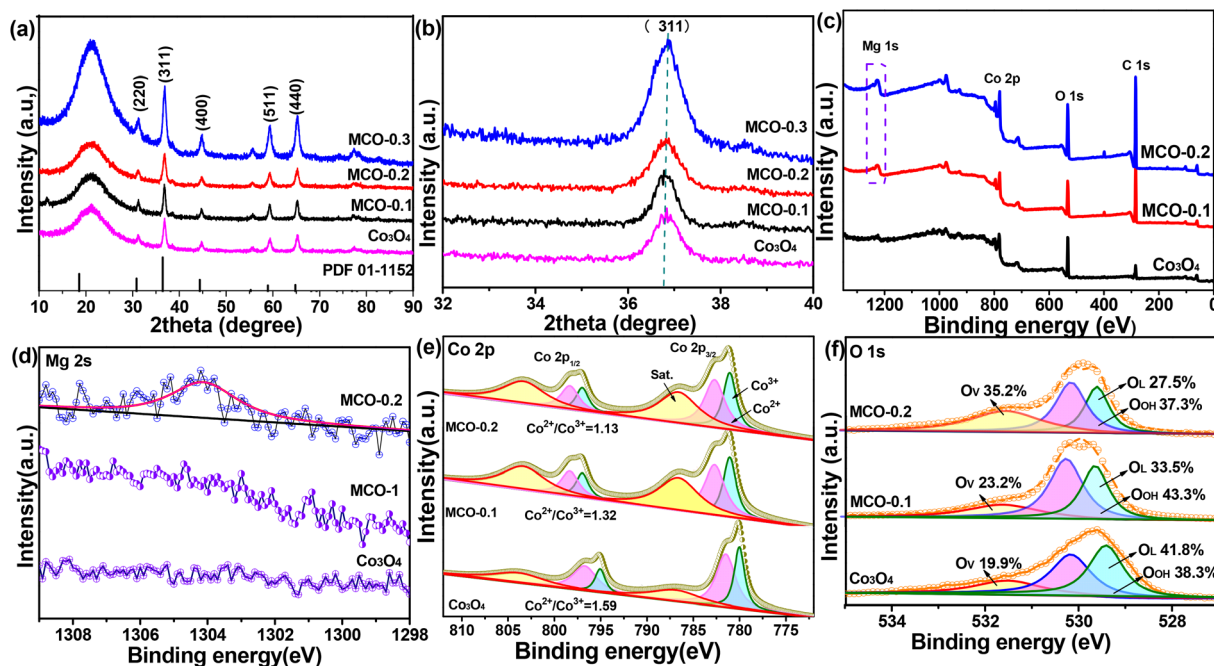 (a)
(220)
(311)
(400)
(511)
(440)
MCO-0.3
MCO-0.2
MCO-0.1
Co₃O₄
PDF 01-1152
10 20 30 40 50 60 70 80 90
2theta (degree)
Intensity (a.u.)
(b)
( 311)
MCO-0.3
MCO-0.2
MCO-0.1
Co₃O₄
32 34 36 38 40
2theta (degree)
Intensity (a.u.)
(c)
Mg 1s
Co 2p
O 1s
C 1s
MCO-0.2
MCO-0.1
Co₃O₄
1200 1000 800 600 400 200 0
Binding energy (eV)
Intensity (a.u.)
(d)
Mg 2s
MCO-0.2
MCO-1
Co₃O₄
1308 1306 1304 1302 1300 1298
Binding energy(eV)
Intensity(a.u.)
(e)
Co 2p
Co 2p1/2
Co 2p3/2
Sat.
Co³⁺
Co²⁺
MCO-0.2
Co²⁺/Co³⁺=1.13
MCO-0.1
Co²⁺/Co³⁺=1.32
Co₃O₄
Co²⁺/Co³⁺=1.59
810 805 800 795 790 785 780 775
Binding energy(eV)
Intensity(a.u.)
(f)
O 1s
Oᵥ 35.2%
O_L 27.5%
O_OH 37.3%
MCO-0.2
Oᵥ 23.2%
O_L 33.5%
O_OH 43.3%
MCO-0.1
Oᵥ 19.9%
O_L 41.8%
O_OH 38.3%
Co₃O₄
534 532 530 528
Binding energy (eV)
Intensity(a.u.)